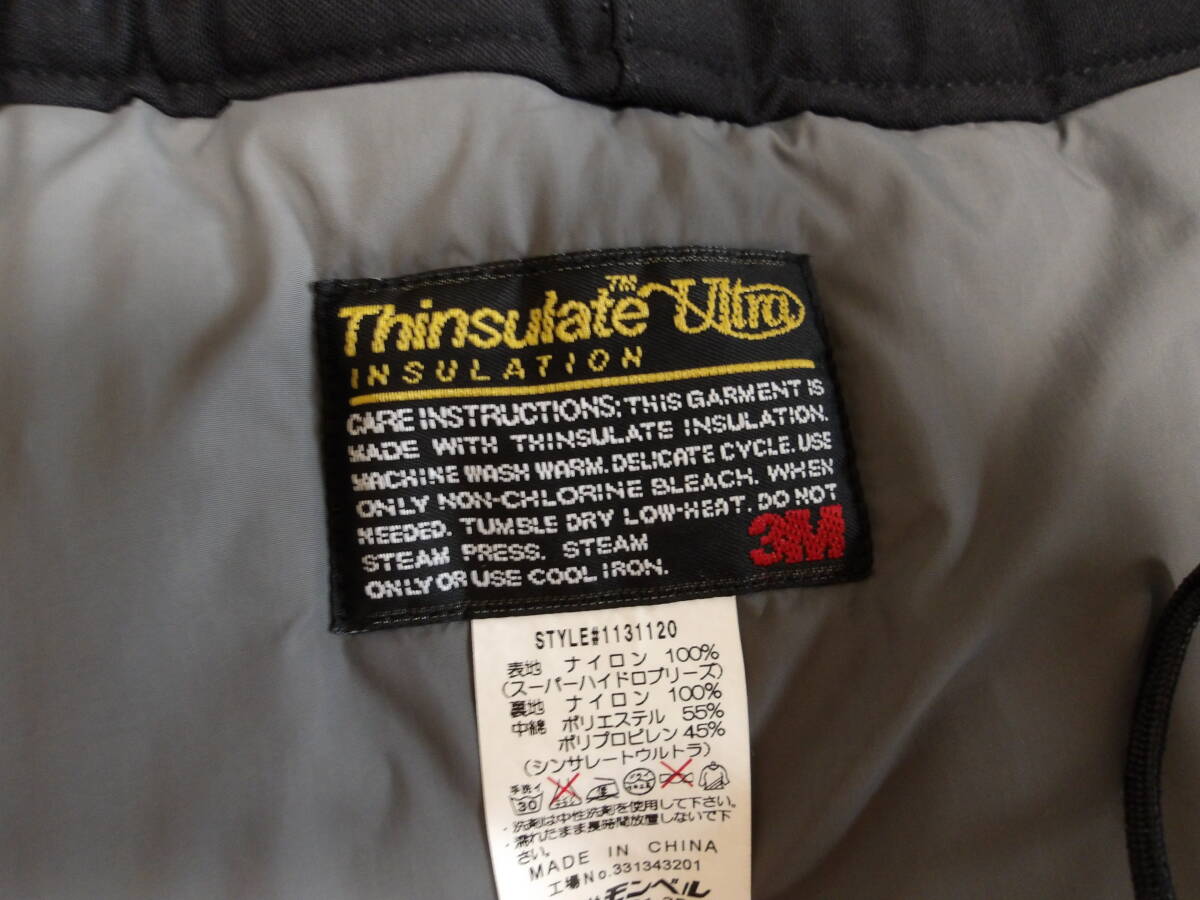 Thinsulate™ Ultra
INSULATION
CARE INSTRUCTIONS: THIS GARMENT IS
MADE WITH THINSULATE INSULATION.
MACHINE WASH WARM. DELICATE CYCLE. USE
ONLY NON-CHLORINE BLEACH. WHEN
NEEDED. TUMBLE DRY LOW-HEAT. DO NOT
STEAM PRESS. STEAM
ONLY OR USE COOL IRON.
3M
STYLE#1131120
表地 ナイロン 100%
(スーパーハイドロブリーズ)
裏地 ナイロン 100%
中綿 ポリエステル 55%
ポリプロピレン 45%
(シンサレートウルトラ)
手洗イ
30
・洗剤は中性洗剤を使用して下さい。
・濡れたまま長時間放置しないで下
さい。
MADE IN CHINA
工場No.331343201
モンベル